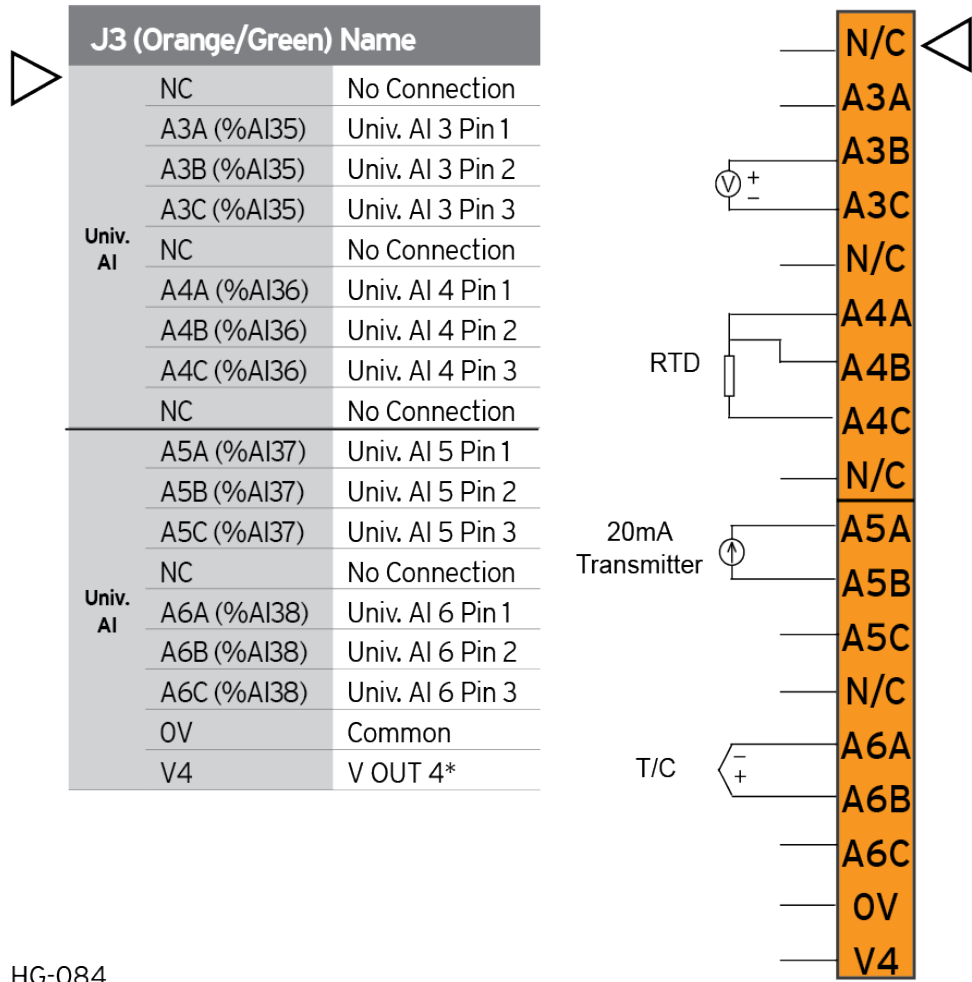 J3 (Orange/Green) Name
Univ. AI
NC No Connection
A3A (%AI35) Univ. AI 3 Pin 1
A3B (%AI35) Univ. AI 3 Pin 2
A3C (%AI35) Univ. AI 3 Pin 3
NC No Connection
A4A (%AI36) Univ. AI 4 Pin 1
A4B (%AI36) Univ. AI 4 Pin 2
A4C (%AI36) Univ. AI 4 Pin 3
NC No Connection
Univ. AI
A5A (%AI37) Univ. AI 5 Pin 1
A5B (%AI37) Univ. AI 5 Pin 2
A5C (%AI37) Univ. AI 5 Pin 3
NC No Connection
A6A (%AI38) Univ. AI 6 Pin 1
A6B (%AI38) Univ. AI 6 Pin 2
A6C (%AI38) Univ. AI 6 Pin 3
0V Common
V4 V OUT 4*
N/C
A3A
A3B
V + −
A3C
N/C
A4A
RTD
A4B
A4C
N/C
A5A
20mA
Transmitter
A5B
A5C
N/C
A6A
T/C − +
A6B
A6C
0V
V4
HG-084